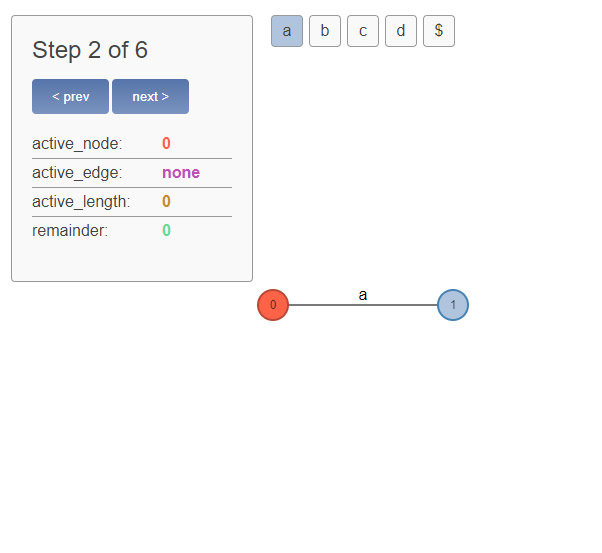 Step 2 of 6
< prev next >
active_node: 0
active_edge: none
active_length: 0
remainder: 0
a b c d $
a
0 1